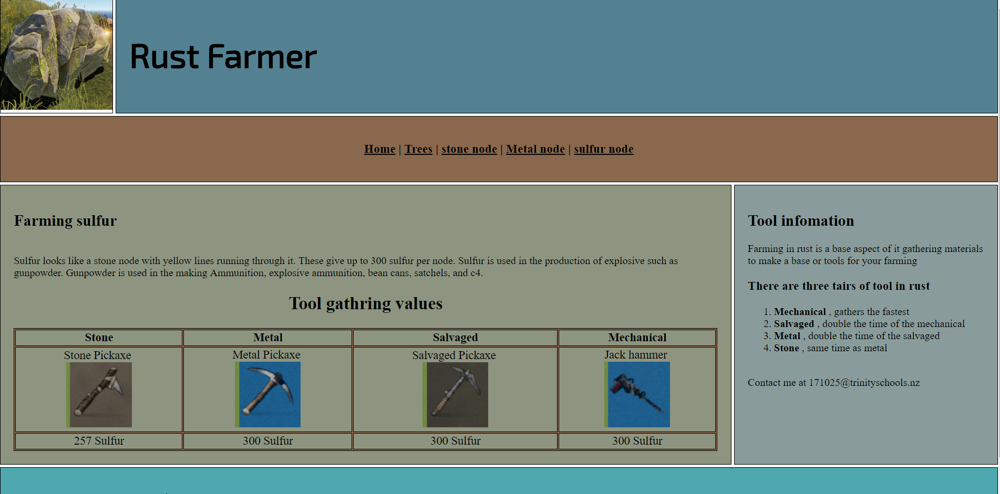 Rust Farmer
Home | Trees | stone node | Metal node | sulfur node
Farming sulfur
Sulfur looks like a stone node with yellow lines running through it. These give up to 300 sulfur per node. Sulfur is used in the production of explosive such as
gunpowder. Gunpowder is used in the making Ammunition, explosive ammunition, bean cans, satchels, and c4.
Tool gathring values
Stone Metal Salvaged Mechanical
Stone Pickaxe Metal Pickaxe Salvaged Pickaxe Jack hammer
257 Sulfur 300 Sulfur 300 Sulfur 300 Sulfur
Tool infomation
Farming in rust is a base aspect of it gathering materials
to make a base or tools for your farming
There are three tairs of tool in rust
1. Mechanical , gathers the fastest
2. Salvaged , double the time of the mechanical
3. Metal , double the time of the salvaged
4. Stone , same time as metal
Contact me at 171025@trinityschools.nz